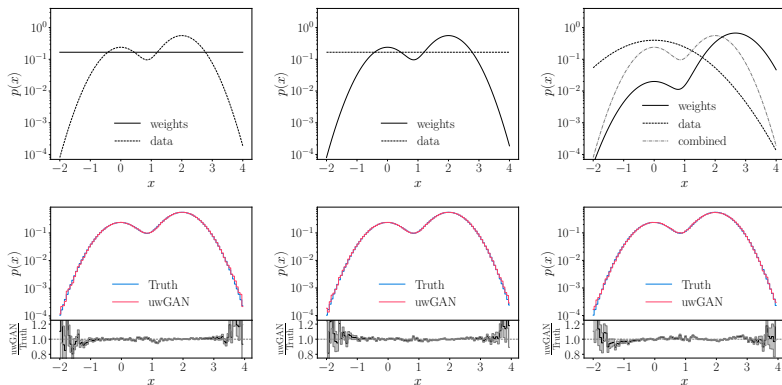 10^0
10^{-1}
10^{-2}
10^{-3}
10^{-4}
p(x)
weights
data
−2 −1 0 1 2 3 4
x
10^0
10^{-1}
10^{-2}
10^{-3}
10^{-4}
p(x)
weights
data
−2 −1 0 1 2 3 4
x
10^0
10^{-1}
10^{-2}
10^{-3}
10^{-4}
p(x)
weights
data
combined
−2 −1 0 1 2 3 4
x
10^{-1}
10^{-2}
10^{-3}
10^{-4}
p(x)
Truth
uwGAN
1.2
1.0
0.8
uwGAN
Truth
−2 −1 0 1 2 3 4
x
10^{-1}
10^{-2}
10^{-3}
10^{-4}
p(x)
Truth
uwGAN
1.2
1.0
0.8
uwGAN
Truth
−2 −1 0 1 2 3 4
x
10^{-1}
10^{-2}
10^{-3}
10^{-4}
p(x)
Truth
uwGAN
1.2
1.0
0.8
uwGAN
Truth
−2 −1 0 1 2 3 4
x